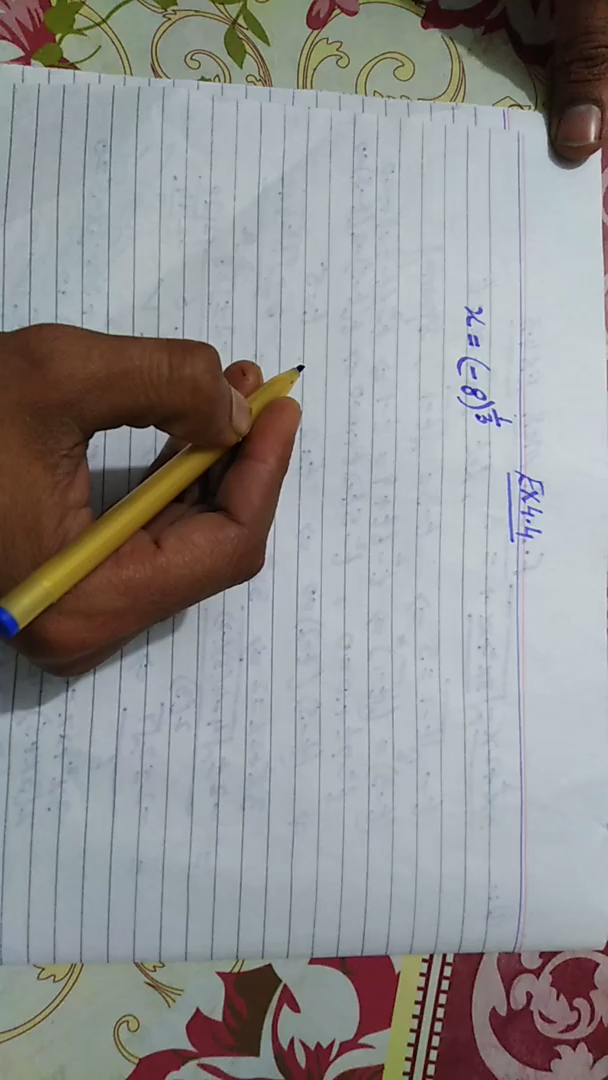 Ex 4.4.
x = (-8)^{1/3}